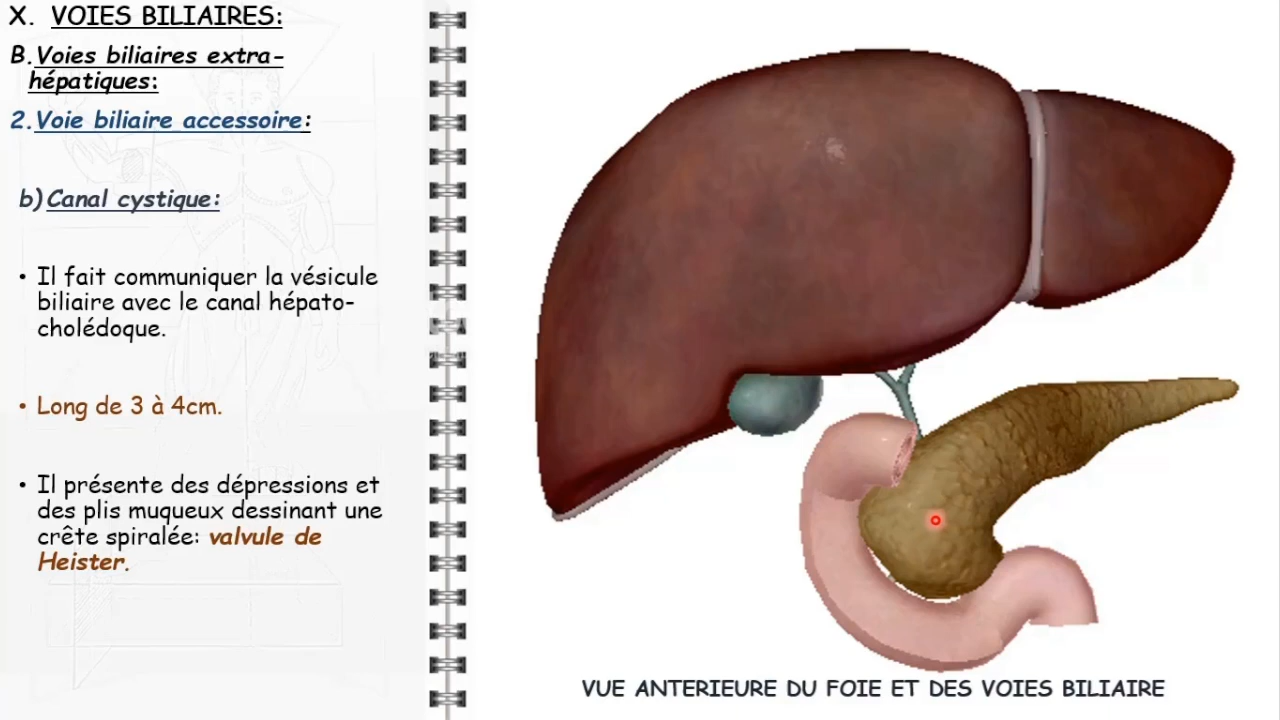 X. VOIES BILIAIRES:
B. Voies biliaires extra-
hépatiques:
2. Voie biliaire accessoire:
b) Canal cystique:
• Il fait communiquer la vésicule
biliaire avec le canal hépato-
cholédoque.
• Long de 3 à 4cm.
• Il présente des dépressions et
des plis muqueux dessinant une
crête spiralée: valvule de
Heister.
VUE ANTERIEURE DU FOIE ET DES VOIES BILIAIRE